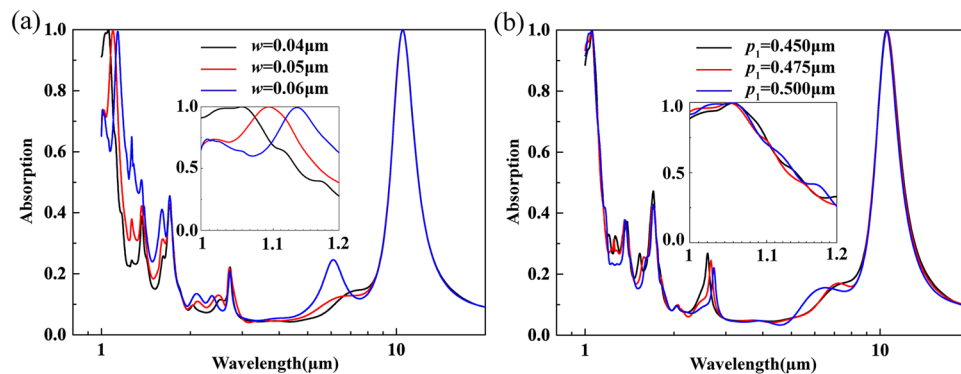 (a)
1.0
0.8
0.6
0.4
0.2
0.0
Absorption
w=0.04μm
w=0.05μm
w=0.06μm
1.0
0.5
0.0
1
1.1
1.2
1
10
Wavelength(μm)
(b)
1.0
0.8
0.6
0.4
0.2
0.0
Absorption
p1=0.450μm
p1=0.475μm
p1=0.500μm
1.0
0.5
0.0
1
1.1
1.2
1
10
Wavelength(μm)